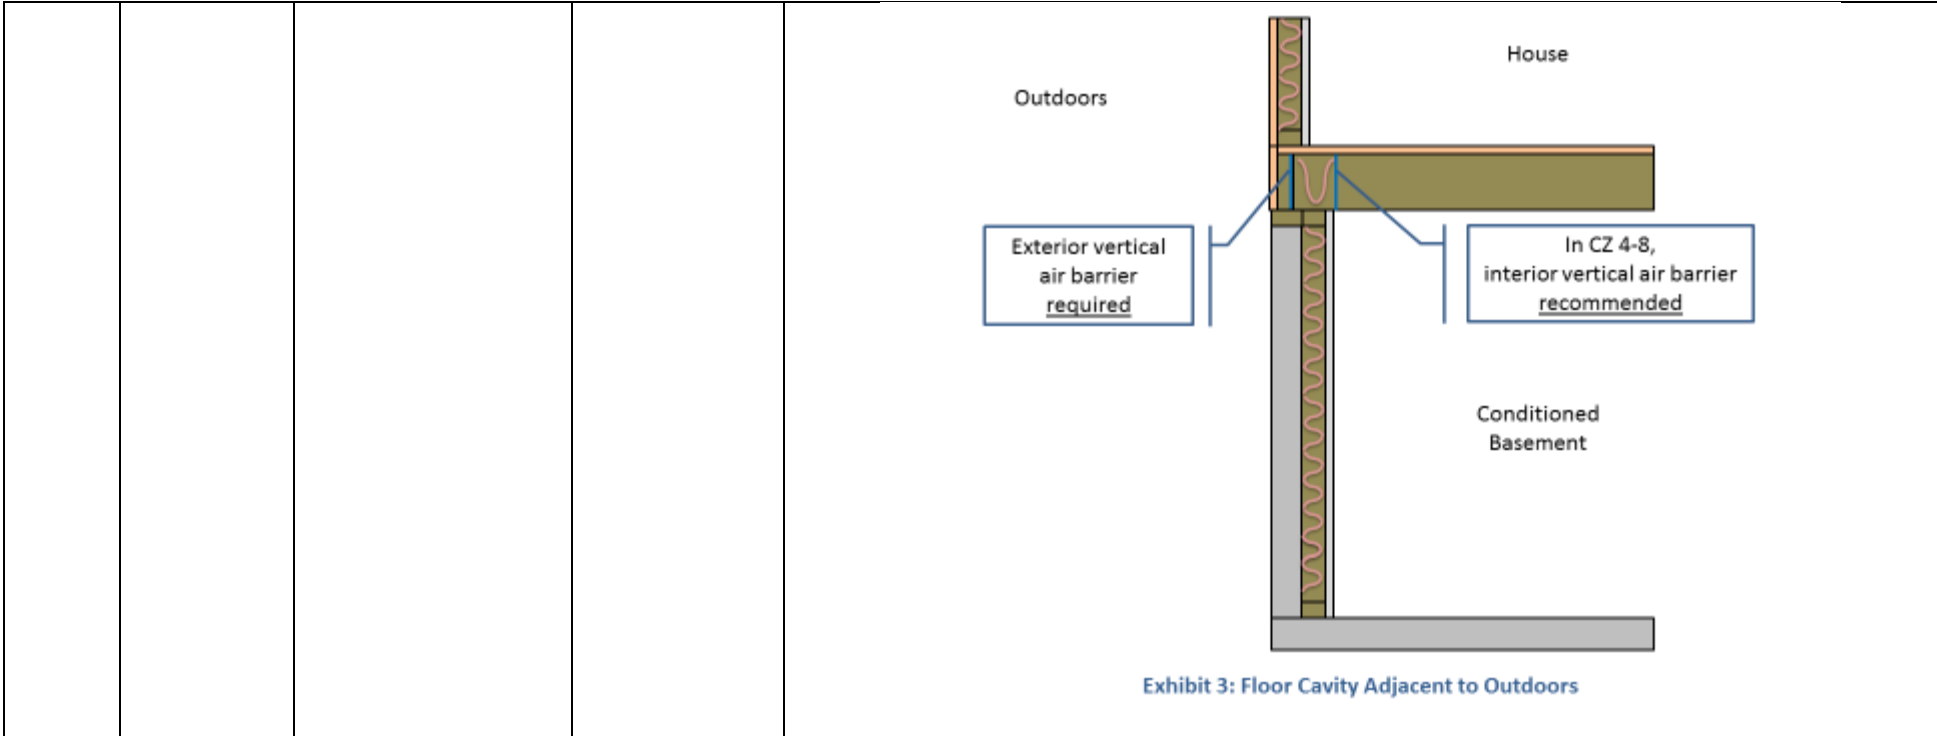 House
Outdoors
Exterior vertical
air barrier
required
In CZ 4-8,
interior vertical air barrier
recommended
Conditioned
Basement
Exhibit 3: Floor Cavity Adjacent to Outdoors